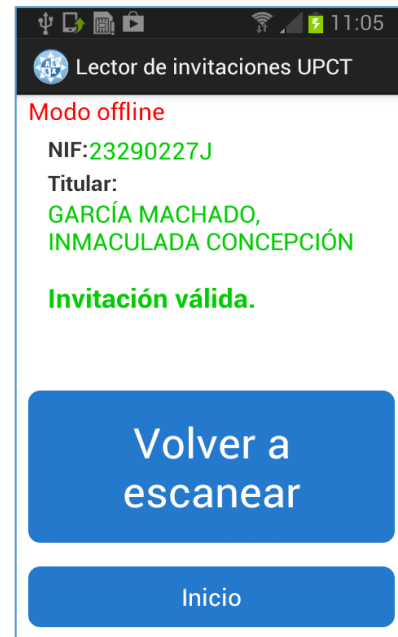 11:05
Lector de invitaciones UPCT
Modo offline
NIF:23290227J
Titular:
GARCÍA MACHADO,
INMACULADA CONCEPCIÓN
Invitación válida.
Volver a
escanear
Inicio